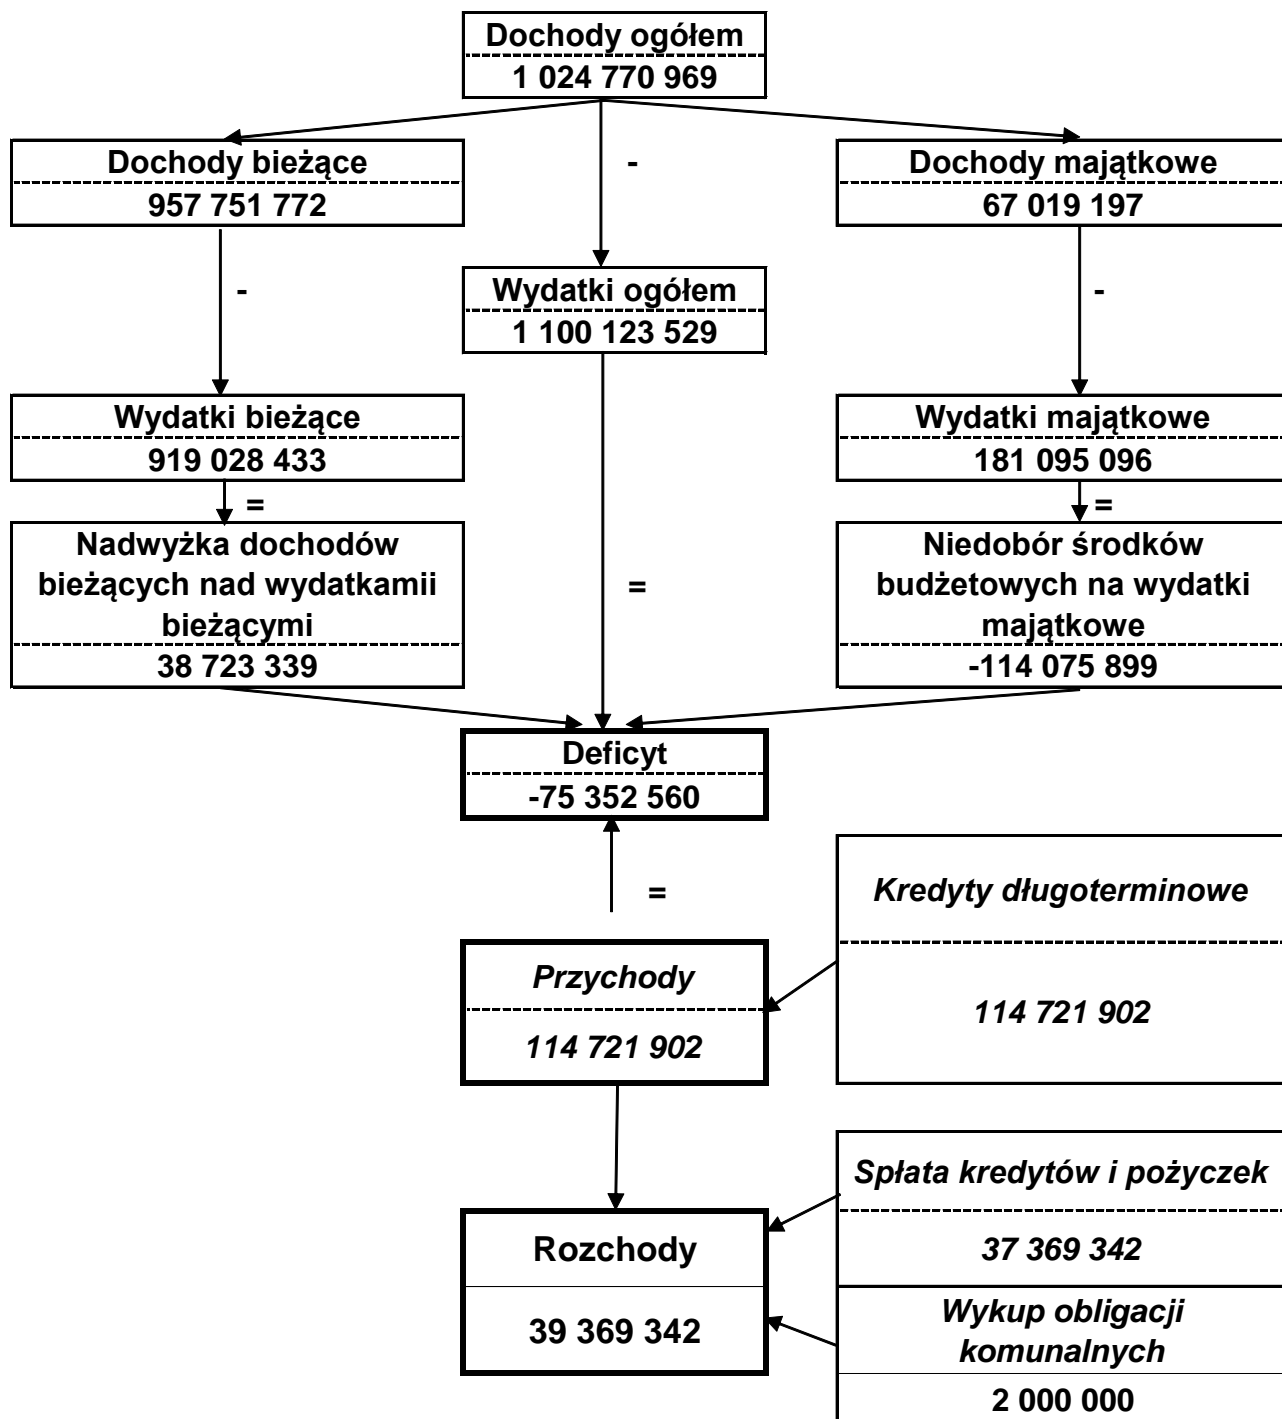 Dochody ogółem
1 024 770 969
Dochody bieżące
957 751 772
-
Dochody majątkowe
67 019 197
-
Wydatki ogółem
1 100 123 529
-
Wydatki bieżące
919 028 433
Wydatki majątkowe
181 095 096
=
=
Nadwyżka dochodów
bieżących nad wydatkamii
bieżącymi
38 723 339
=
Niedobór środków
budżetowych na wydatki
majątkowe
-114 075 899
Deficyt
-75 352 560
=
Kredyty długoterminowe
114 721 902
Przychody
114 721 902
Spłata kredytów i pożyczek
37 369 342
Rozchody
39 369 342
Wykup obligacji
komunalnych
2 000 000